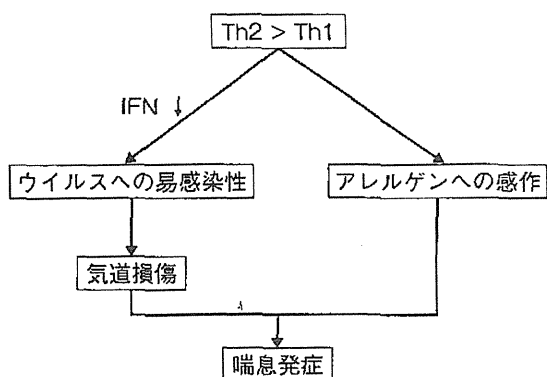 Th2 > Th1
IFN ↓
ウイルスへの易感染性
アレルゲンへの感作
気道損傷
喘息発症